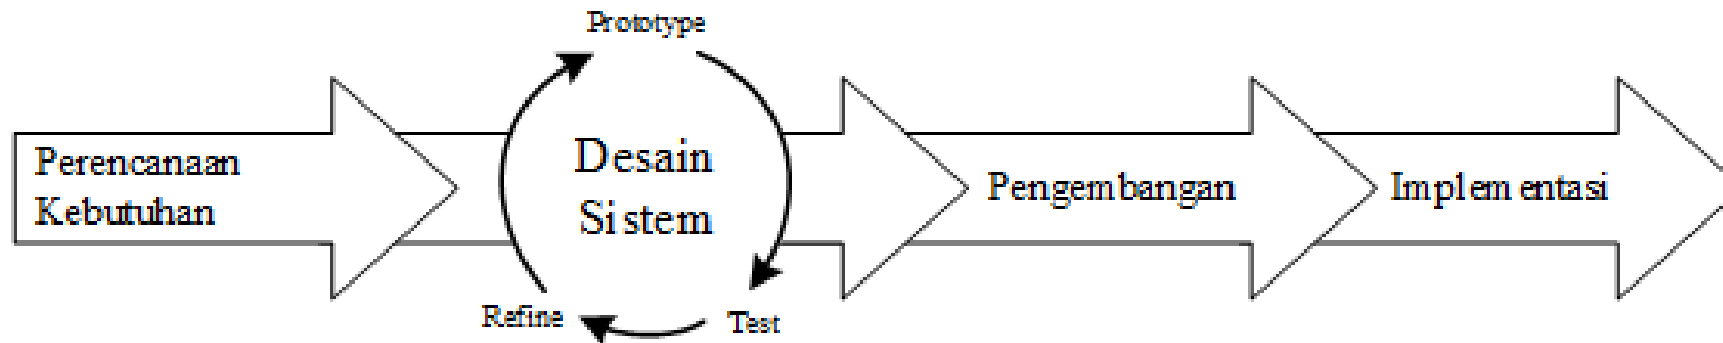 Prototype
Perencanaan
Kebutuhan
Desain
Sistem
Pengembangan
Implementasi
Refine
Test